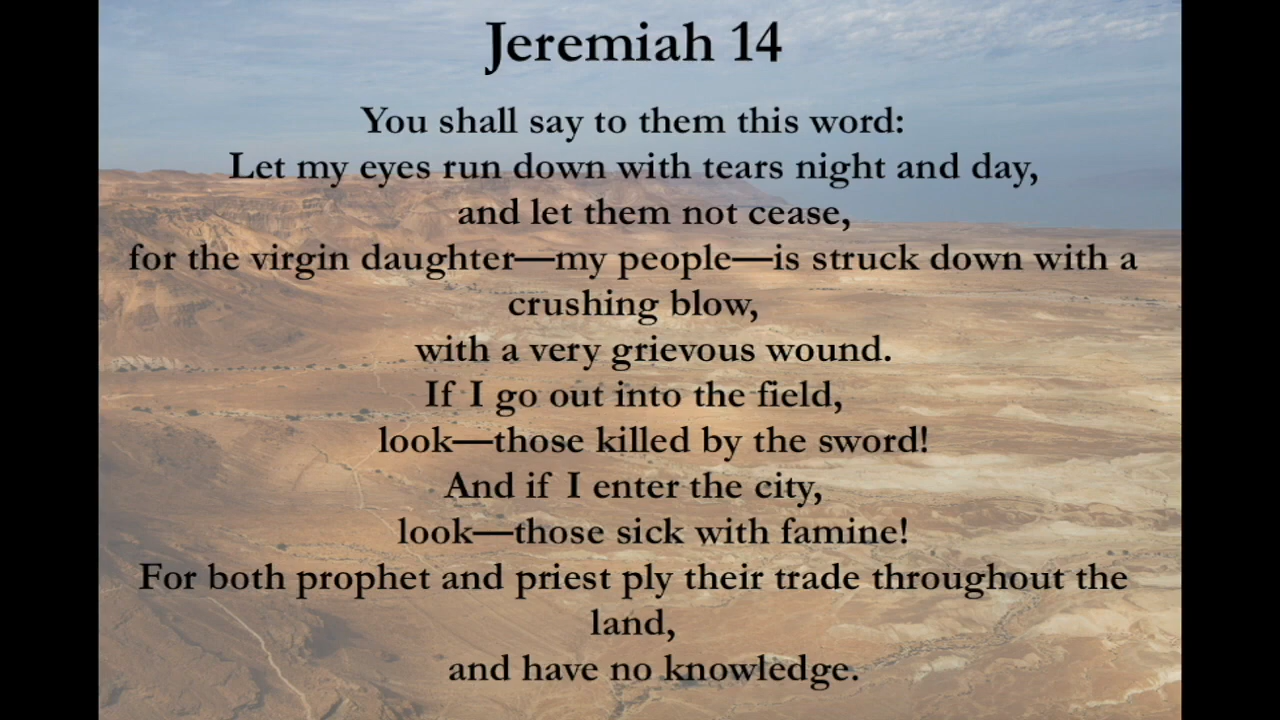 Jeremiah 14
You shall say to them this word:
Let my eyes run down with tears night and day,
and let them not cease,
for the virgin daughter—my people—is struck down with a
crushing blow,
with a very grievous wound.
If I go out into the field,
look—those killed by the sword!
And if I enter the city,
look—those sick with famine!
For both prophet and priest ply their trade throughout the
land,
and have no knowledge.